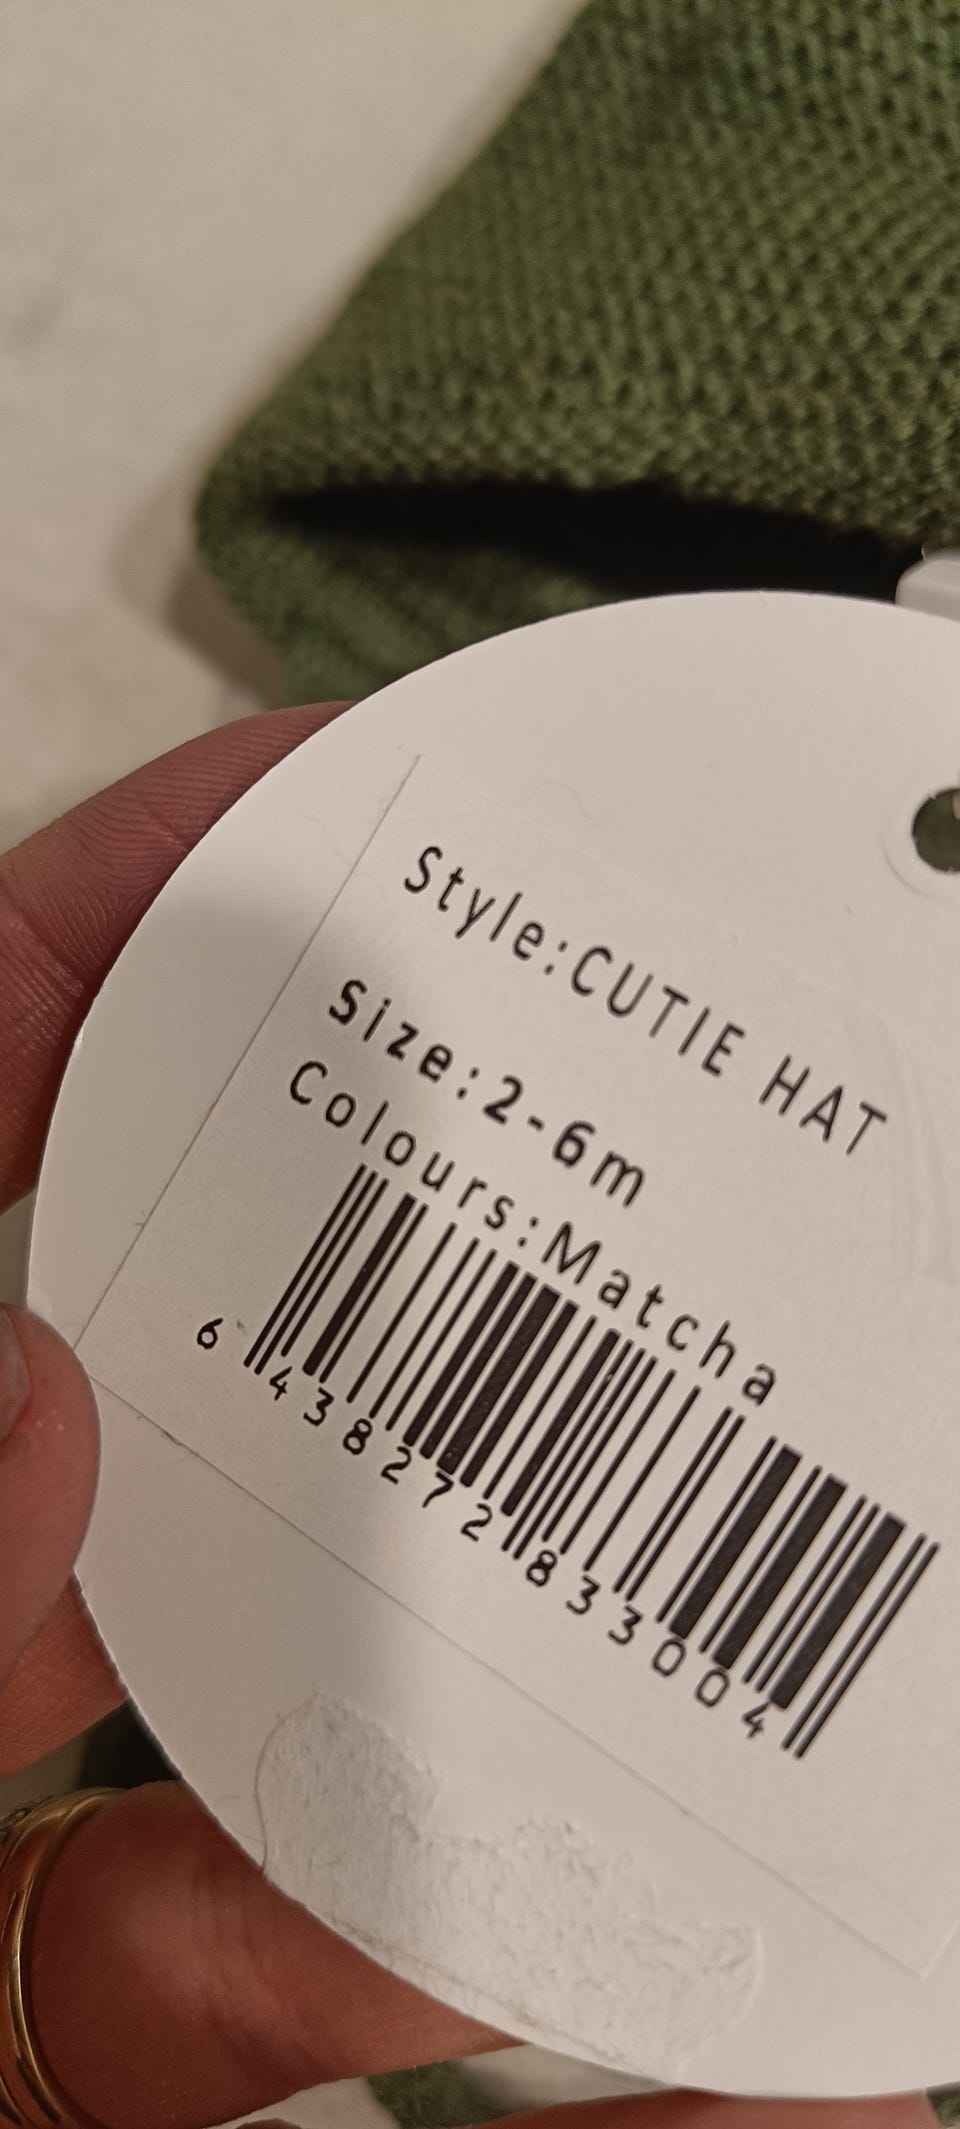 Style:CUTIE HAT
Size:2-6m
Colours:Matcha
6 438272 833004